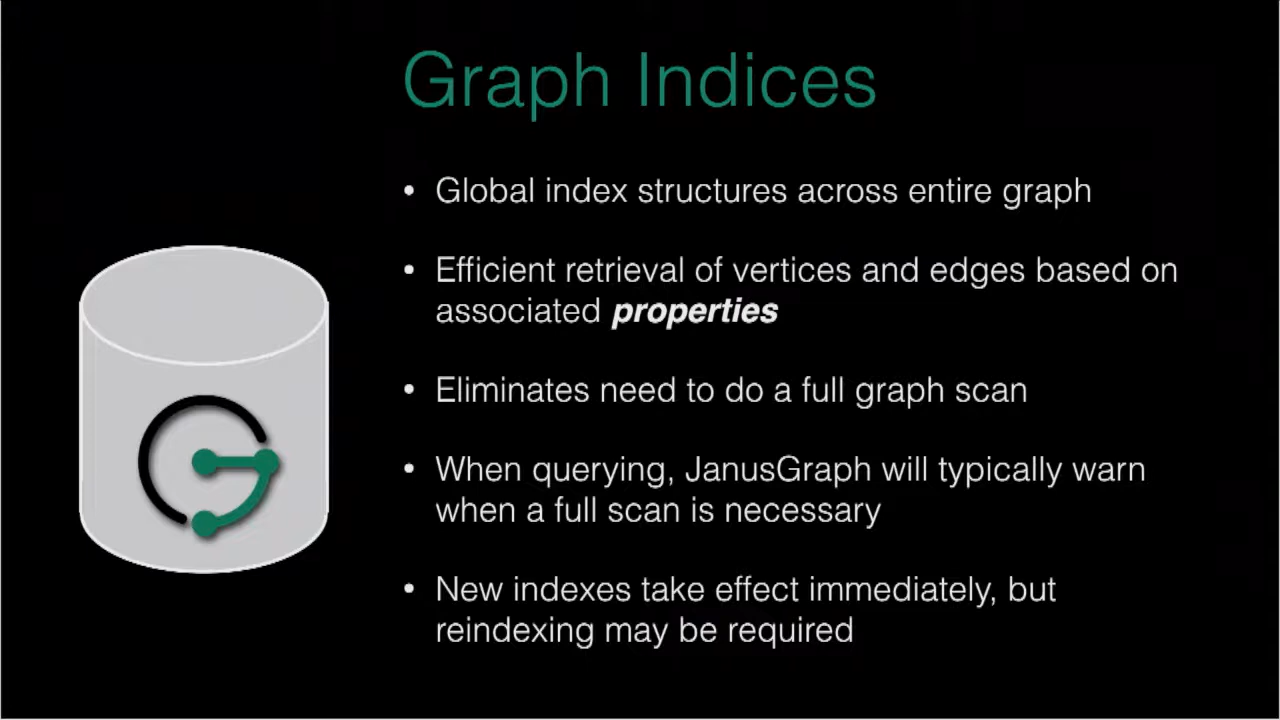 Graph Indices
• Global index structures across entire graph
• Efficient retrieval of vertices and edges based on
associated properties
• Eliminates need to do a full graph scan
• When querying, JanusGraph will typically warn
when a full scan is necessary
• New indexes take effect immediately, but
reindexing may be required